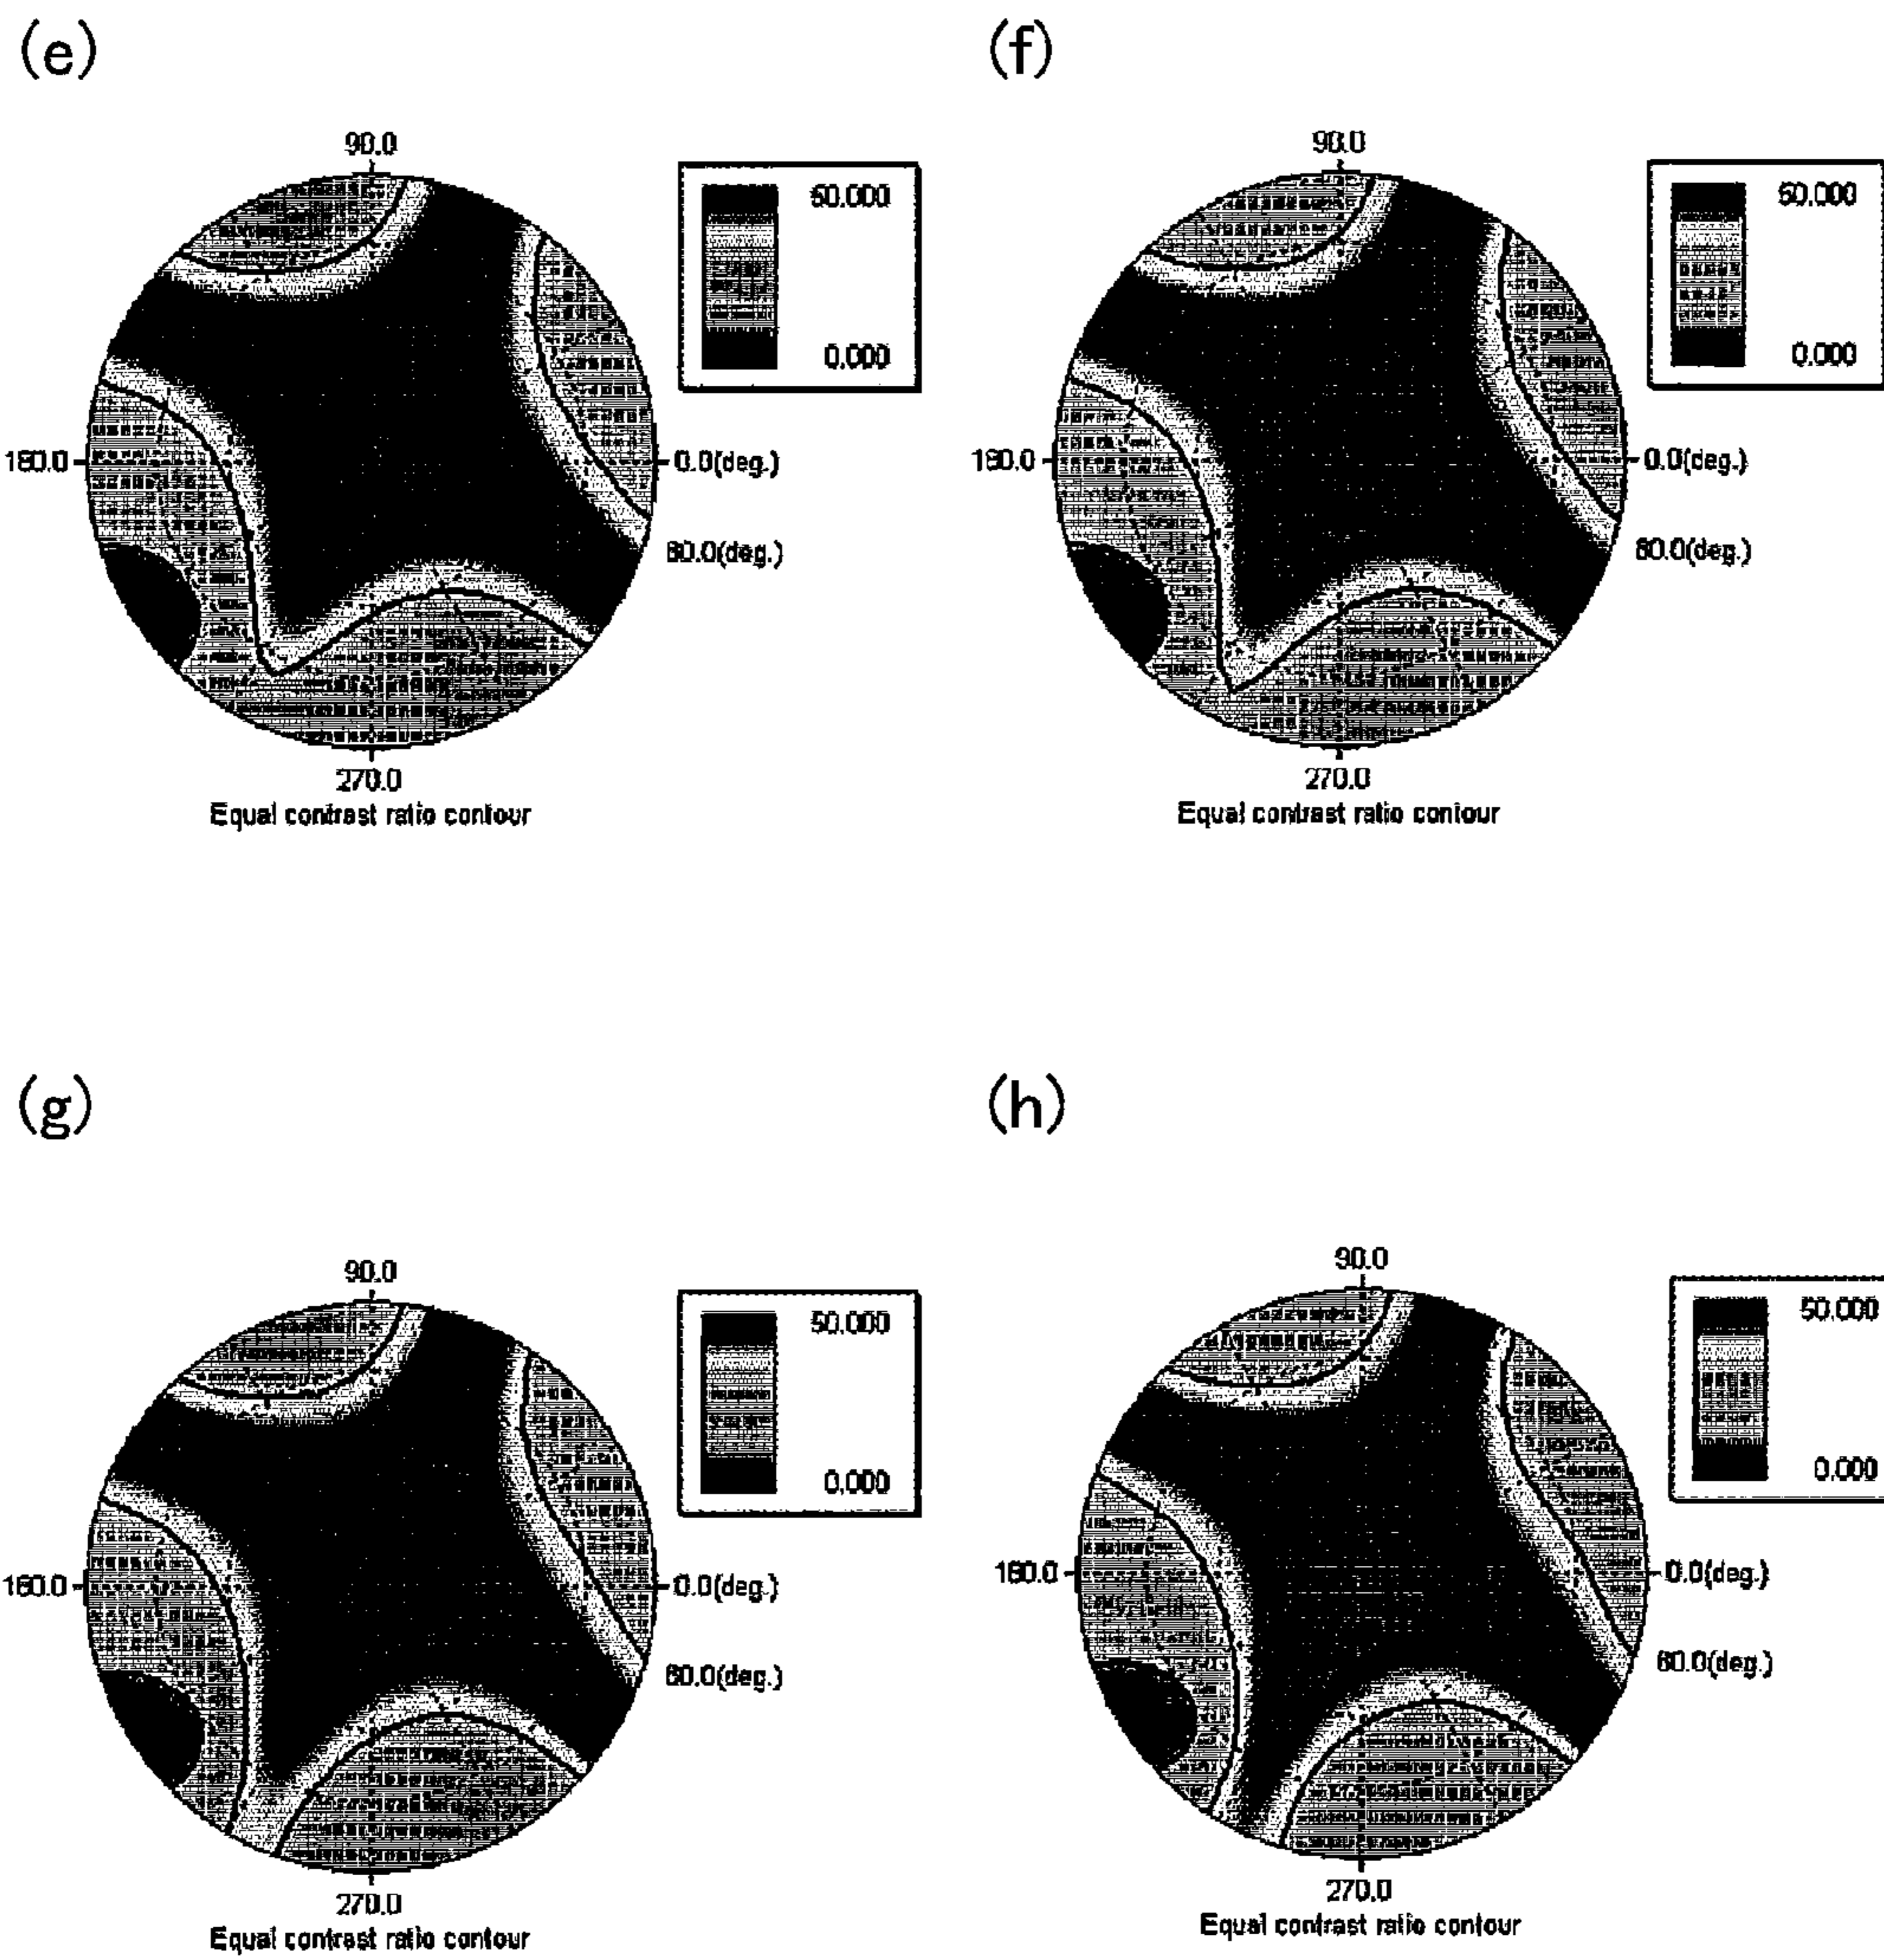 (e)
90.0
50.000
0.000
180.0
0.0(deg.)
60.0(deg.)
270.0
Equal contrast ratio contour
(f)
90.0
50.000
0.000
180.0
0.0(deg.)
60.0(deg.)
270.0
Equal contrast ratio contour
(g)
90.0
50.000
0.000
180.0
0.0(deg.)
60.0(deg.)
270.0
Equal contrast ratio contour
(h)
90.0
50.000
0.000
180.0
0.0(deg.)
60.0(deg.)
270.0
Equal contrast ratio contour